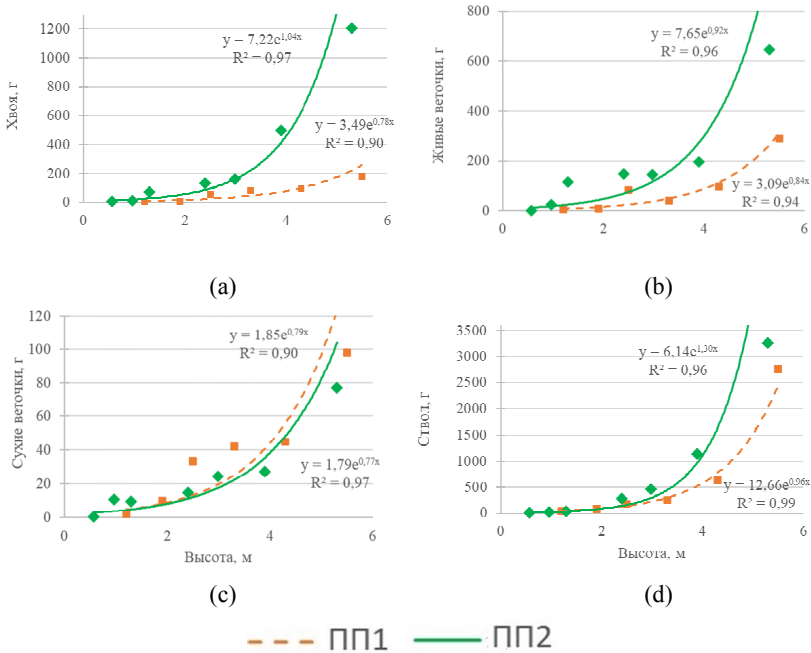 Хвоя, г
1200
1000
800
600
400
200
0
0
2
4
6
y = 7,22e^1,04x
R² = 0,97
y = 3,49e^0,78x
R² = 0,90
(a)
Живые веточки, г
800
600
400
200
0
0
2
4
6
y = 7,65e^0,92x
R² = 0,96
y = 3,09e^0,84x
R² = 0,94
(b)
Сухие веточки, г
120
100
80
60
40
20
0
0
2
4
6
Высота, м
y = 1,85e^0,79x
R² = 0,90
y = 1,79e^0,77x
R² = 0,97
(c)
Ствол, г
3500
3000
2500
2000
1500
1000
500
0
0
2
4
6
Высота, м
y = 6,14e^1,30x
R² = 0,96
y = 12,66e^0,96x
R² = 0,99
(d)
ПП1 ПП2